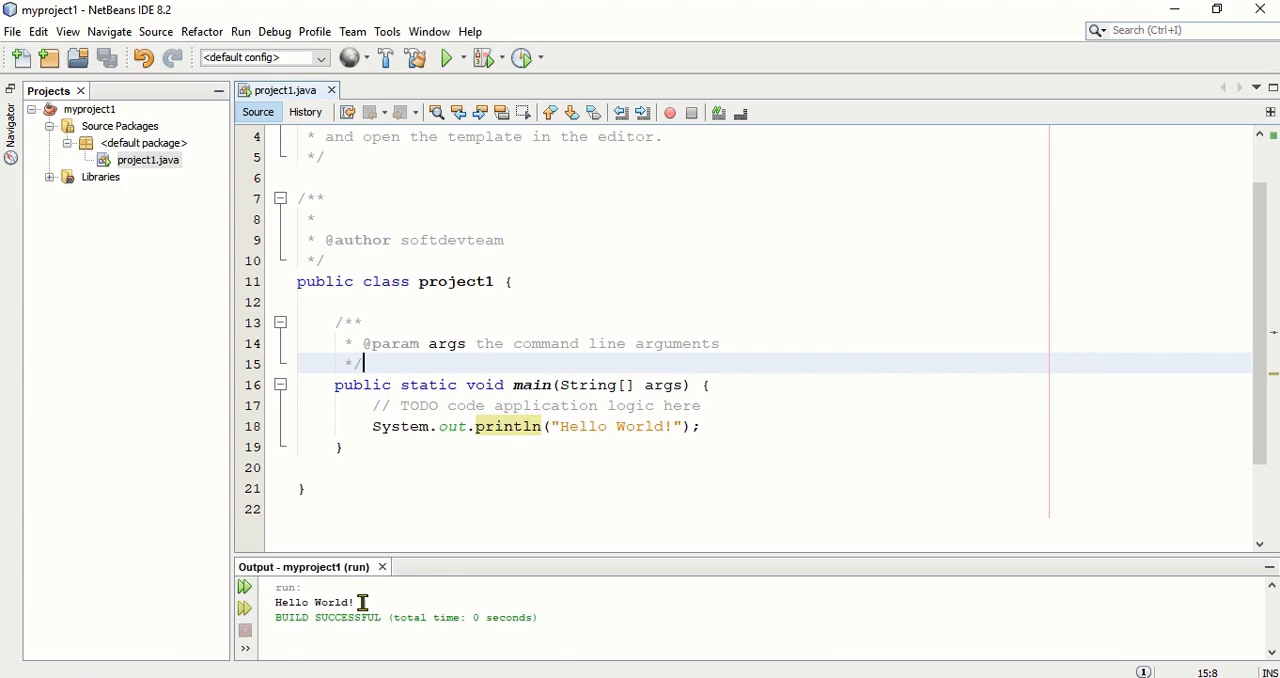 myproject1 - NetBeans IDE 8.2
File Edit View Navigate Source Refactor Run Debug Profile Team Tools Window Help
Search (Ctrl+I)
<default config>
Projects
project1.java
Navigator
Source History
myproject1
Source Packages
<default package>
project1.java
Libraries
4 * and open the template in the editor.
5 */
6
7 /**
8 *
9 * @author softdevteam
10 */
11 public class project1 {
12
13 /**
14 * @param args the command line arguments
15 */
16 public static void main(String[] args) {
17 // TODO code application logic here
18 System.out.println("Hello World!");
19 }
20
21 }
22
Output - myproject1 (run)
run:
Hello World!
BUILD SUCCESSFUL (total time: 0 seconds)
>>
1 15:8 INS